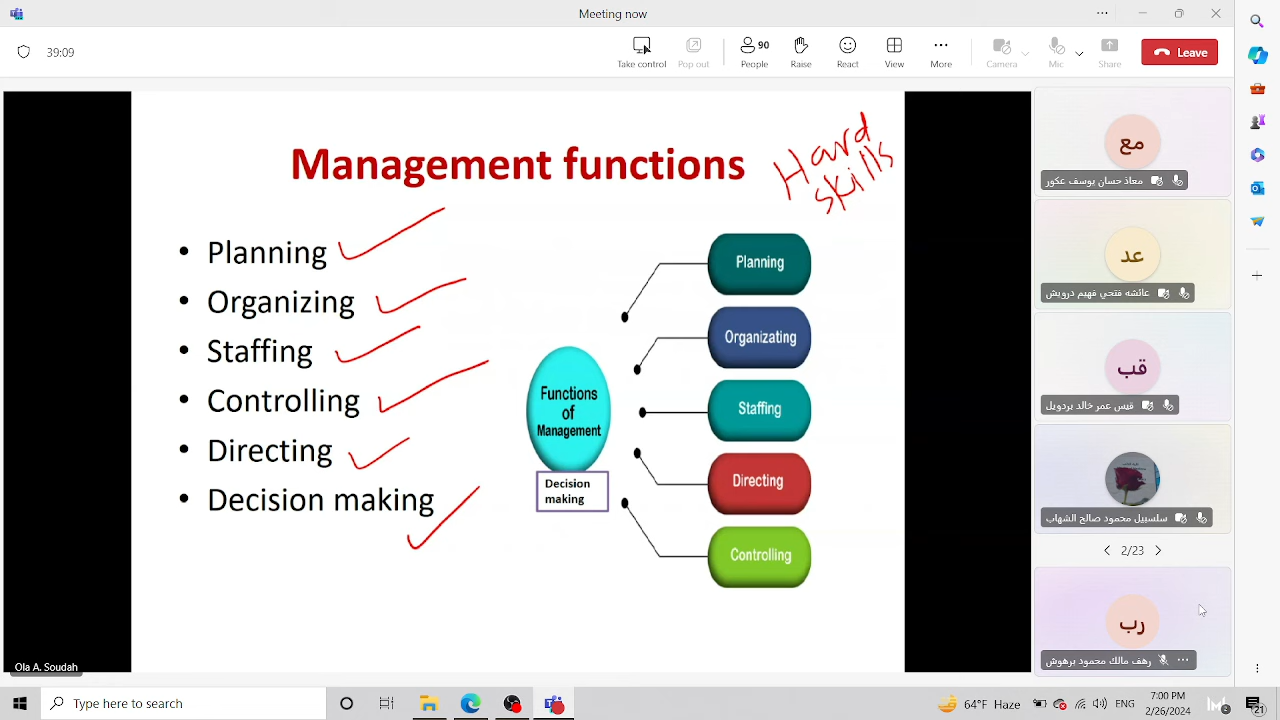 Meeting now
39:09
Take control
Pop out
90
People
Raise
React
View
More
Camera
Mic
Share
Leave
Management functions
Hard
skills
• Planning
• Organizing
• Staffing
• Controlling
• Directing
• Decision making
Functions
of
Management
Decision
making
Planning
Organizating
Staffing
Directing
Controlling
Ola A. Soudah
مع
معاذ حسان يوسف عكور
عد
عائشه فتحي فهيم درويش
قب
قيس عمر خالد بردويل
سلسبيل محمود صالح الشهاب
2/23
رب
رهف مالك محمود برهوش
Type here to search
64°F Haze
ENG
7:00 PM
2/26/2024
2
21